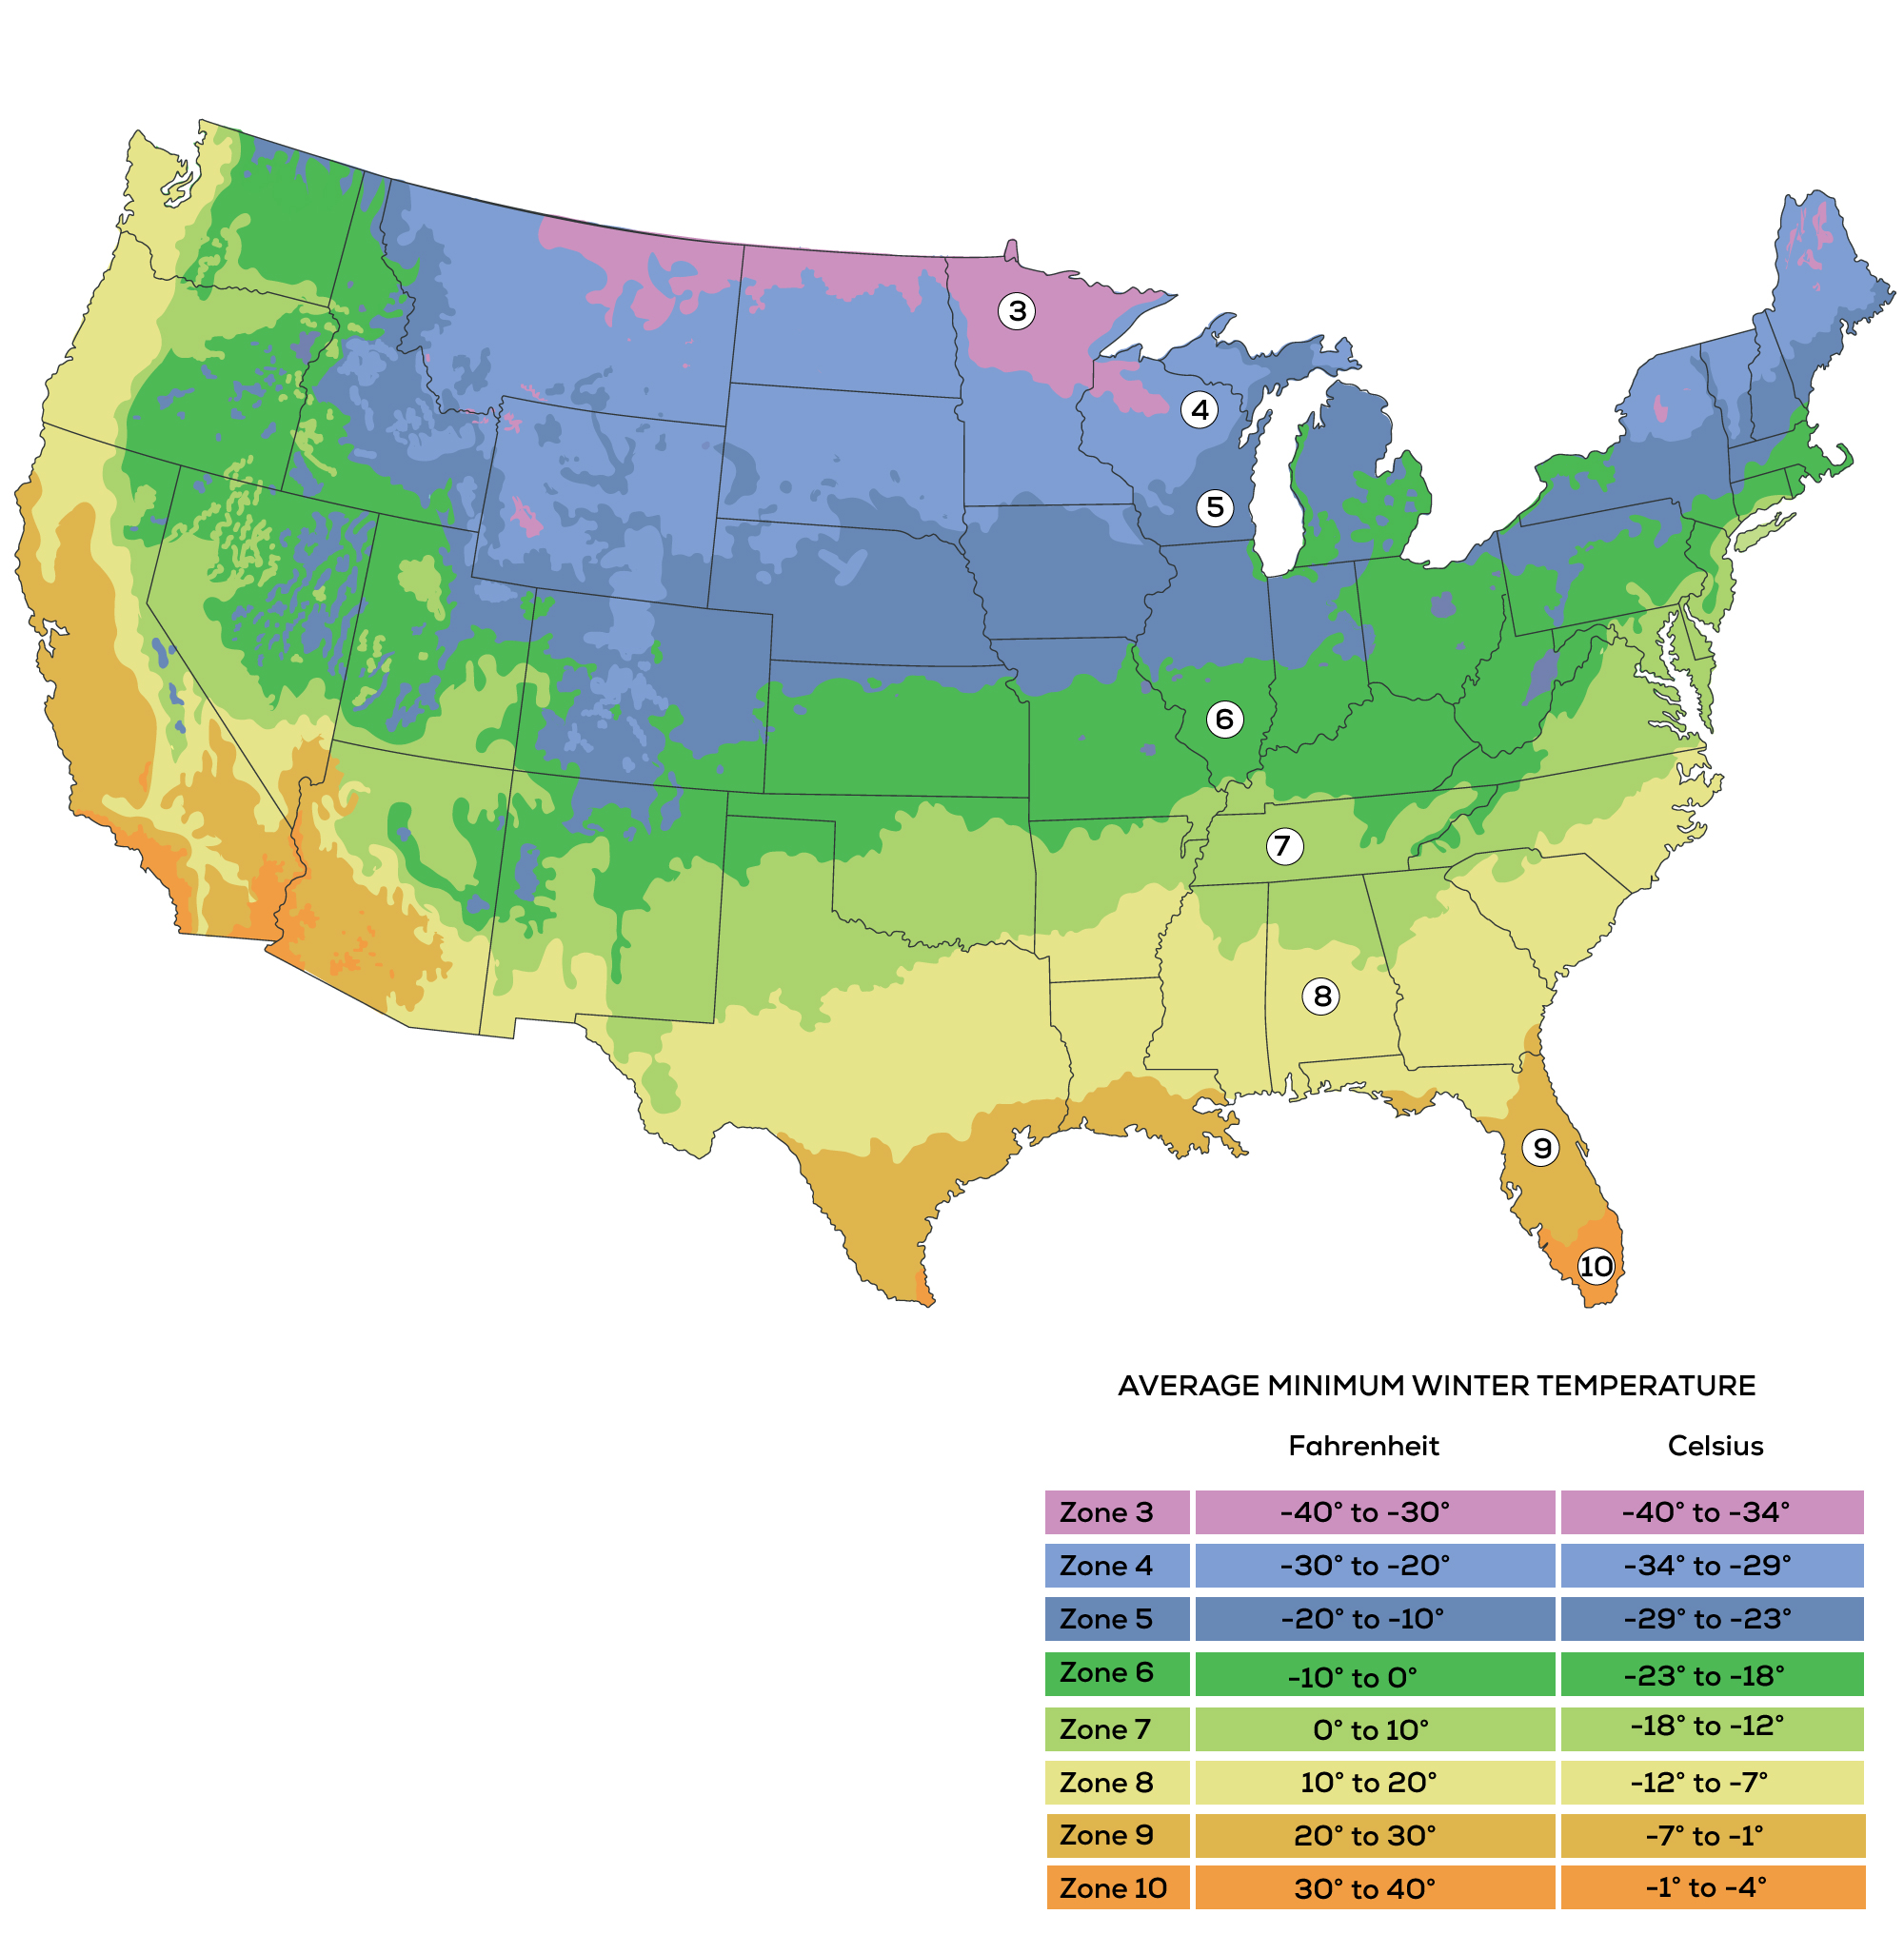 3
4
5
6
7
8
9
10
AVERAGE MINIMUM WINTER TEMPERATURE
Fahrenheit Celsius
Zone 3 -40° to -30° -40° to -34°
Zone 4 -30° to -20° -34° to -29°
Zone 5 -20° to -10° -29° to -23°
Zone 6 -10° to 0° -23° to -18°
Zone 7 0° to 10° -18° to -12°
Zone 8 10° to 20° -12° to -7°
Zone 9 20° to 30° -7° to -1°
Zone 10 30° to 40° -1° to -4°